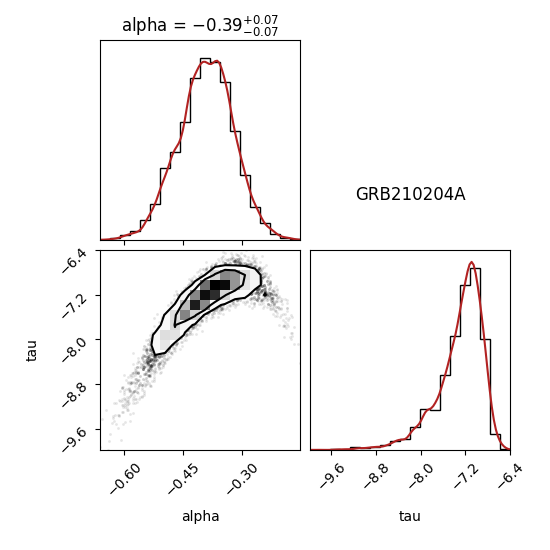 alpha = −0.39 +0.07 −0.07
GRB210204A
−6.4
−7.2
−8.0
−8.8
−9.6
tau
−0.60 −0.45 −0.30
−9.6 −8.8 −8.0 −7.2 −6.4
alpha tau